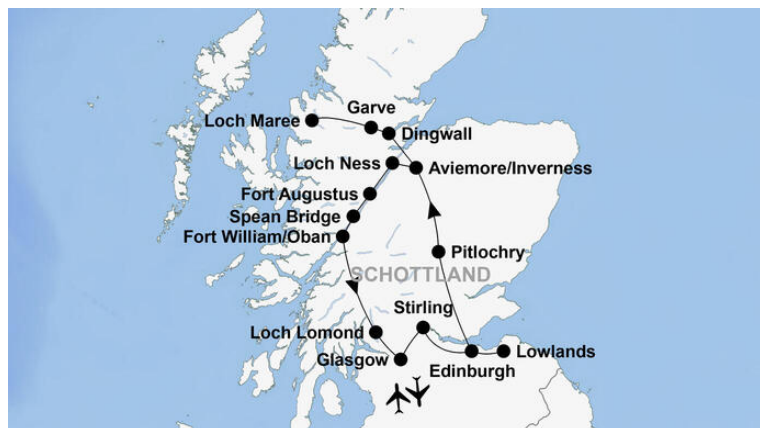 Garve
Loch Maree
Dingwall
Loch Ness
Aviemore/Inverness
Fort Augustus
Spean Bridge
Fort William/Oban
Pitlochry
SCHOTTLAND
Stirling
Loch Lomond
Glasgow
Lowlands
Edinburgh